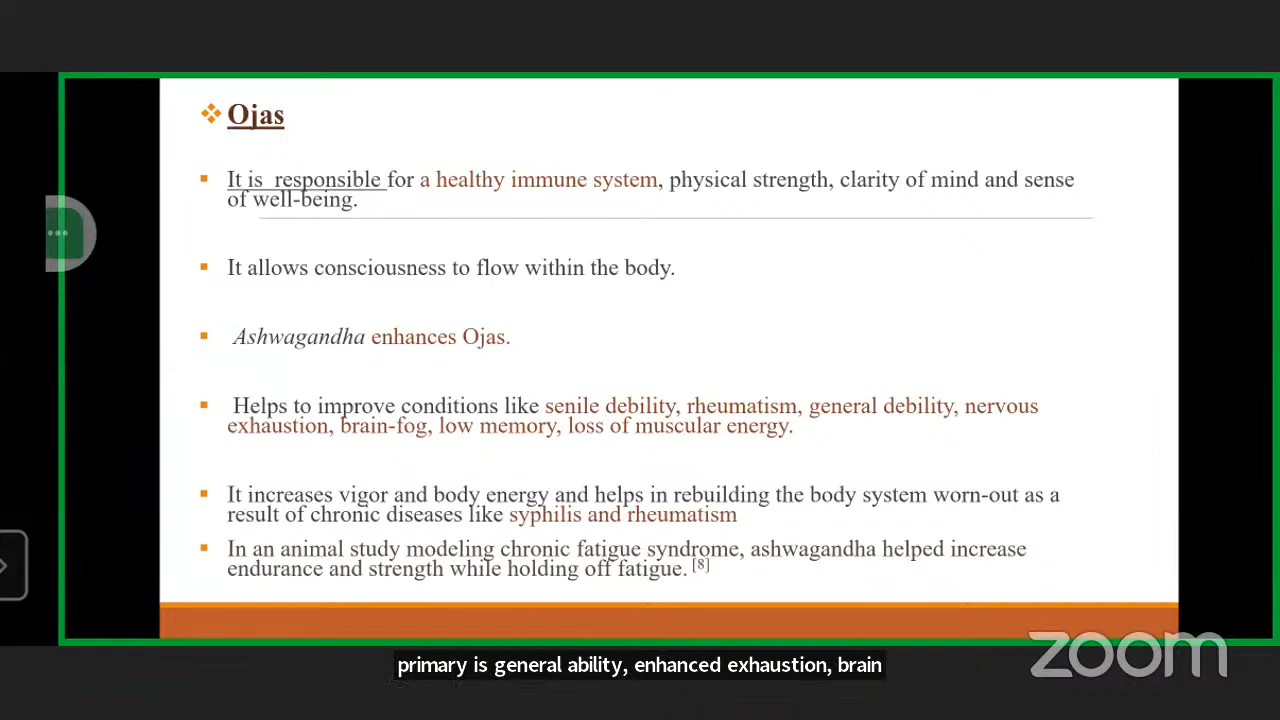 Ojas
It is responsible for a healthy immune system, physical strength, clarity of mind and sense
of well-being.
It allows consciousness to flow within the body.
Ashwagandha enhances Ojas.
Helps to improve conditions like senile debility, rheumatism, general debility, nervous
exhaustion, brain-fog, low memory, loss of muscular energy.
It increases vigor and body energy and helps in rebuilding the body system worn-out as a
result of chronic diseases like syphilis and rheumatism
In an animal study modeling chronic fatigue syndrome, ashwagandha helped increase
endurance and strength while holding off fatigue. [8]
zoom
primary is general ability, enhanced exhaustion, brain